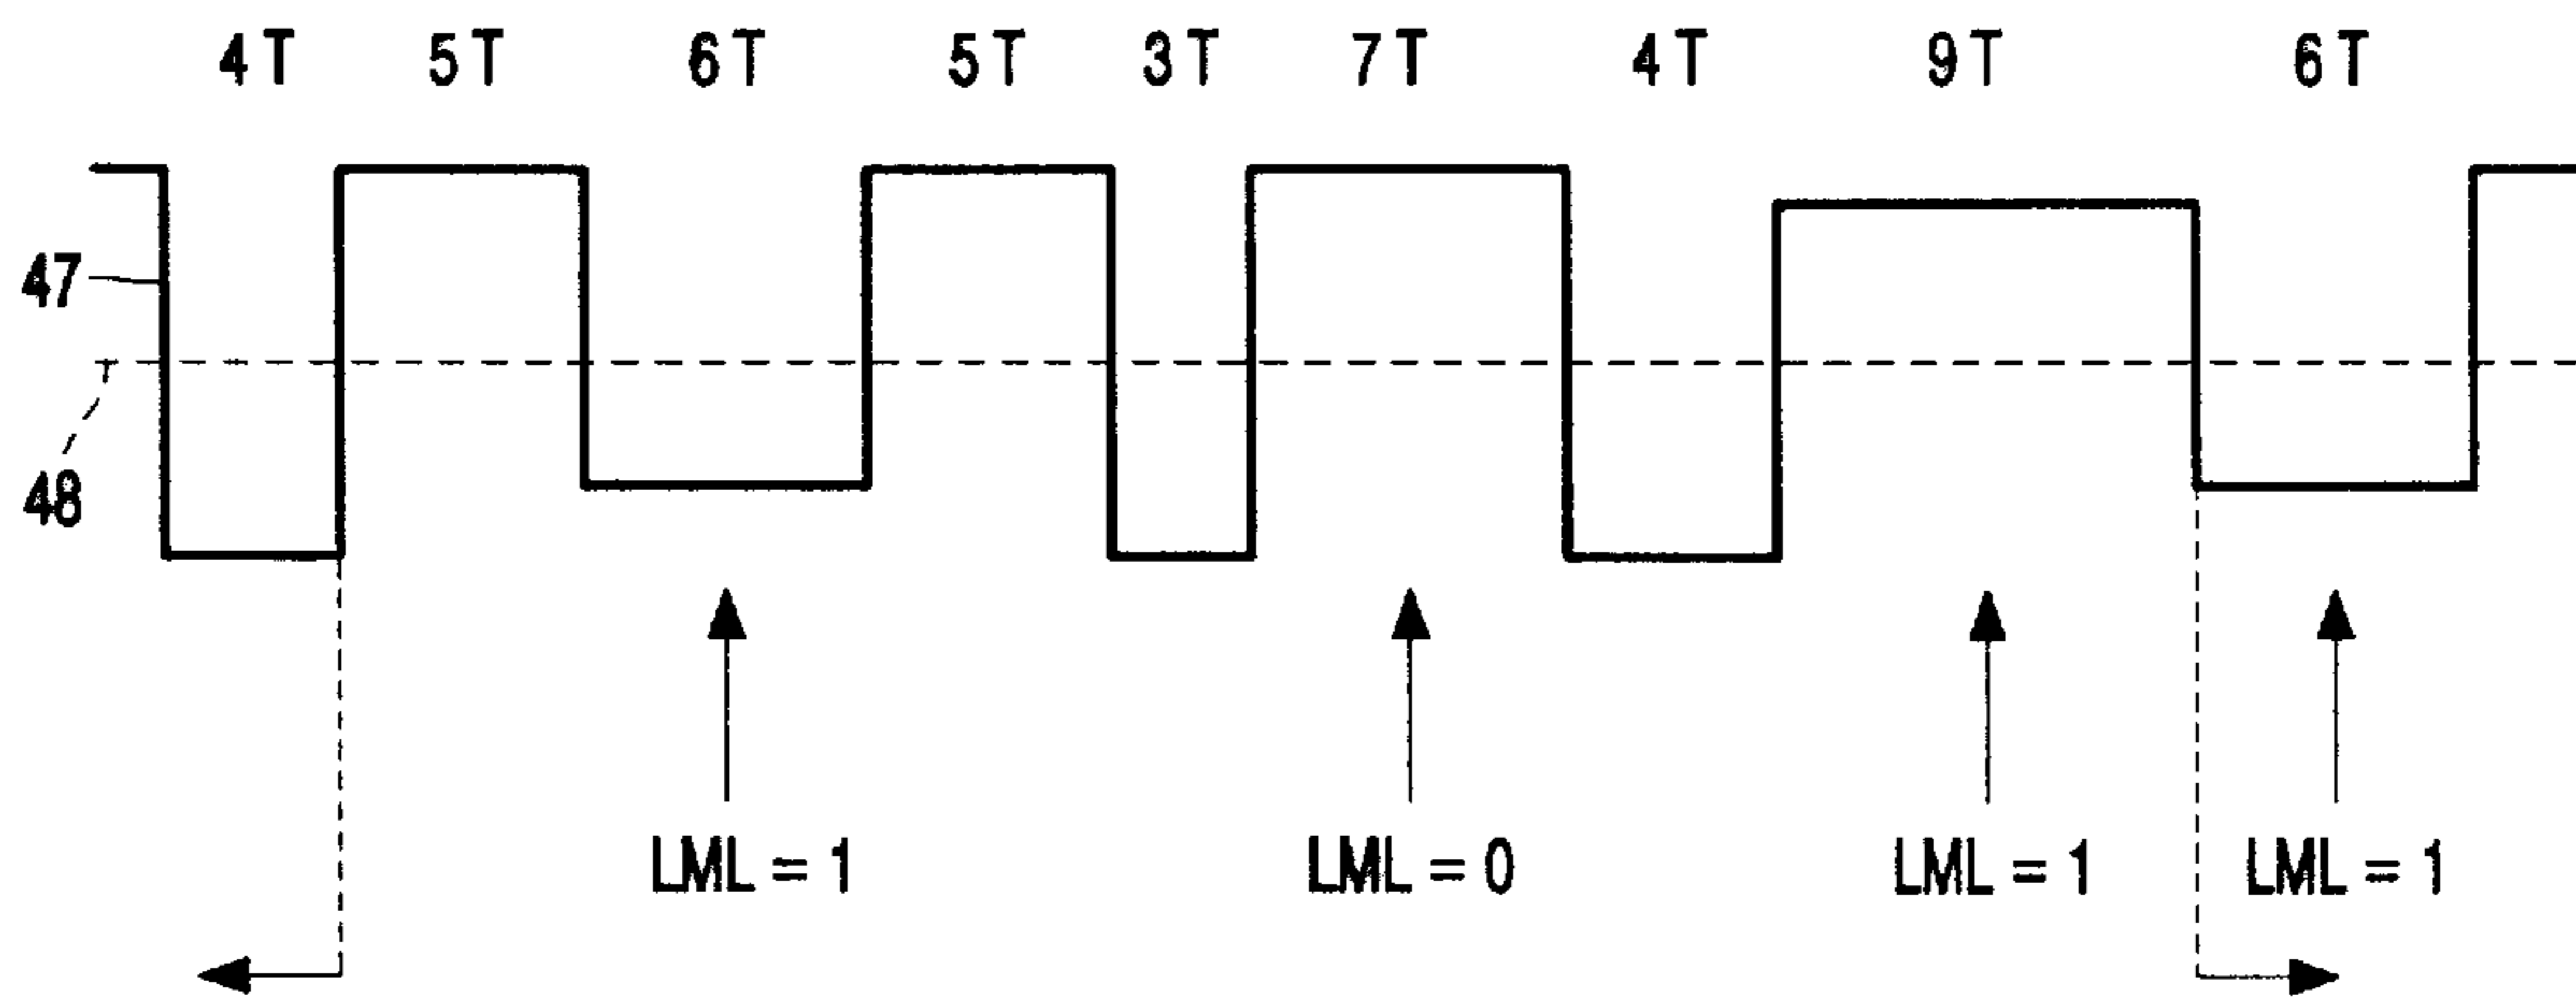 4T 5T 6T 5T 3T 7T 4T 9T 6T
47
48
LML = 1 LML = 0 LML = 1 LML = 1